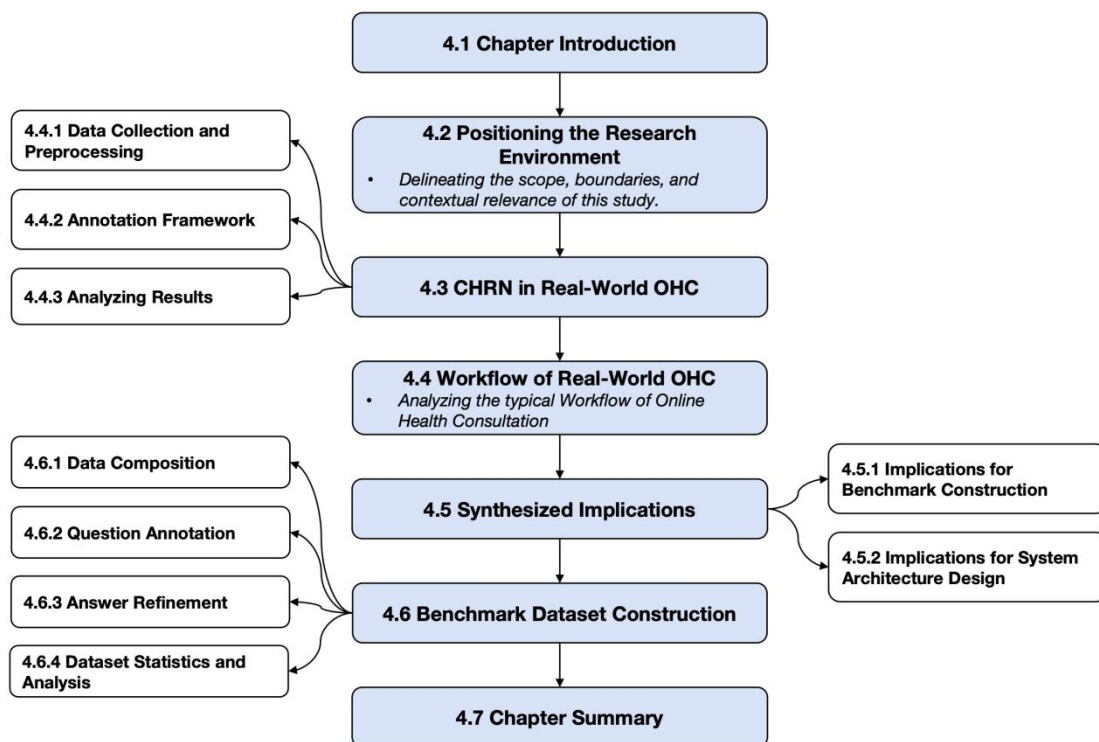 4.1 Chapter Introduction
4.2 Positioning the Research
Environment
• Delineating the scope, boundaries, and
contextual relevance of this study.
4.4.1 Data Collection and
Preprocessing
4.4.2 Annotation Framework
4.4.3 Analyzing Results
4.3 CHRN in Real-World OHC
4.4 Workflow of Real-World OHC
• Analyzing the typical Workflow of Online
Health Consultation
4.5 Synthesized Implications
4.5.1 Implications for
Benchmark Construction
4.5.2 Implications for System
Architecture Design
4.6.1 Data Composition
4.6.2 Question Annotation
4.6.3 Answer Refinement
4.6.4 Dataset Statistics and
Analysis
4.6 Benchmark Dataset Construction
4.7 Chapter Summary